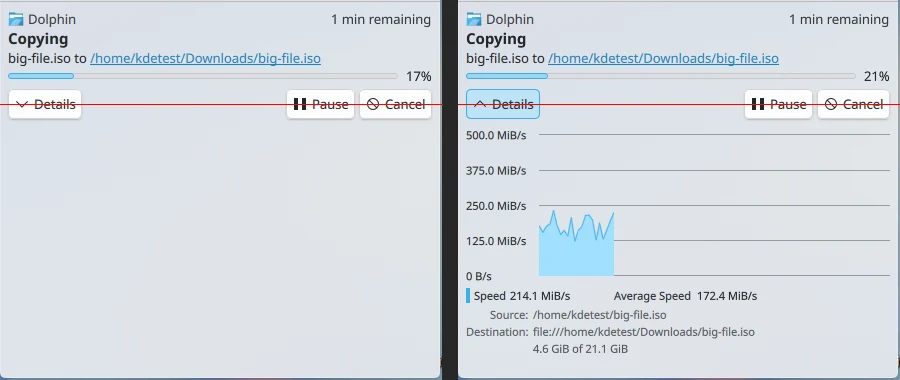 Dolphin 1 min remaining
Copying
big-file.iso to /home/kdetest/Downloads/big-file.iso
17%
Details Pause Cancel
Dolphin 1 min remaining
Copying
big-file.iso to /home/kdetest/Downloads/big-file.iso
21%
Details Pause Cancel
500.0 MiB/s
375.0 MiB/s
250.0 MiB/s
125.0 MiB/s
0 B/s
Speed 214.1 MiB/s Average Speed 172.4 MiB/s
Source: /home/kdetest/big-file.iso
Destination: file:///home/kdetest/Downloads/big-file.iso
4.6 GiB of 21.1 GiB